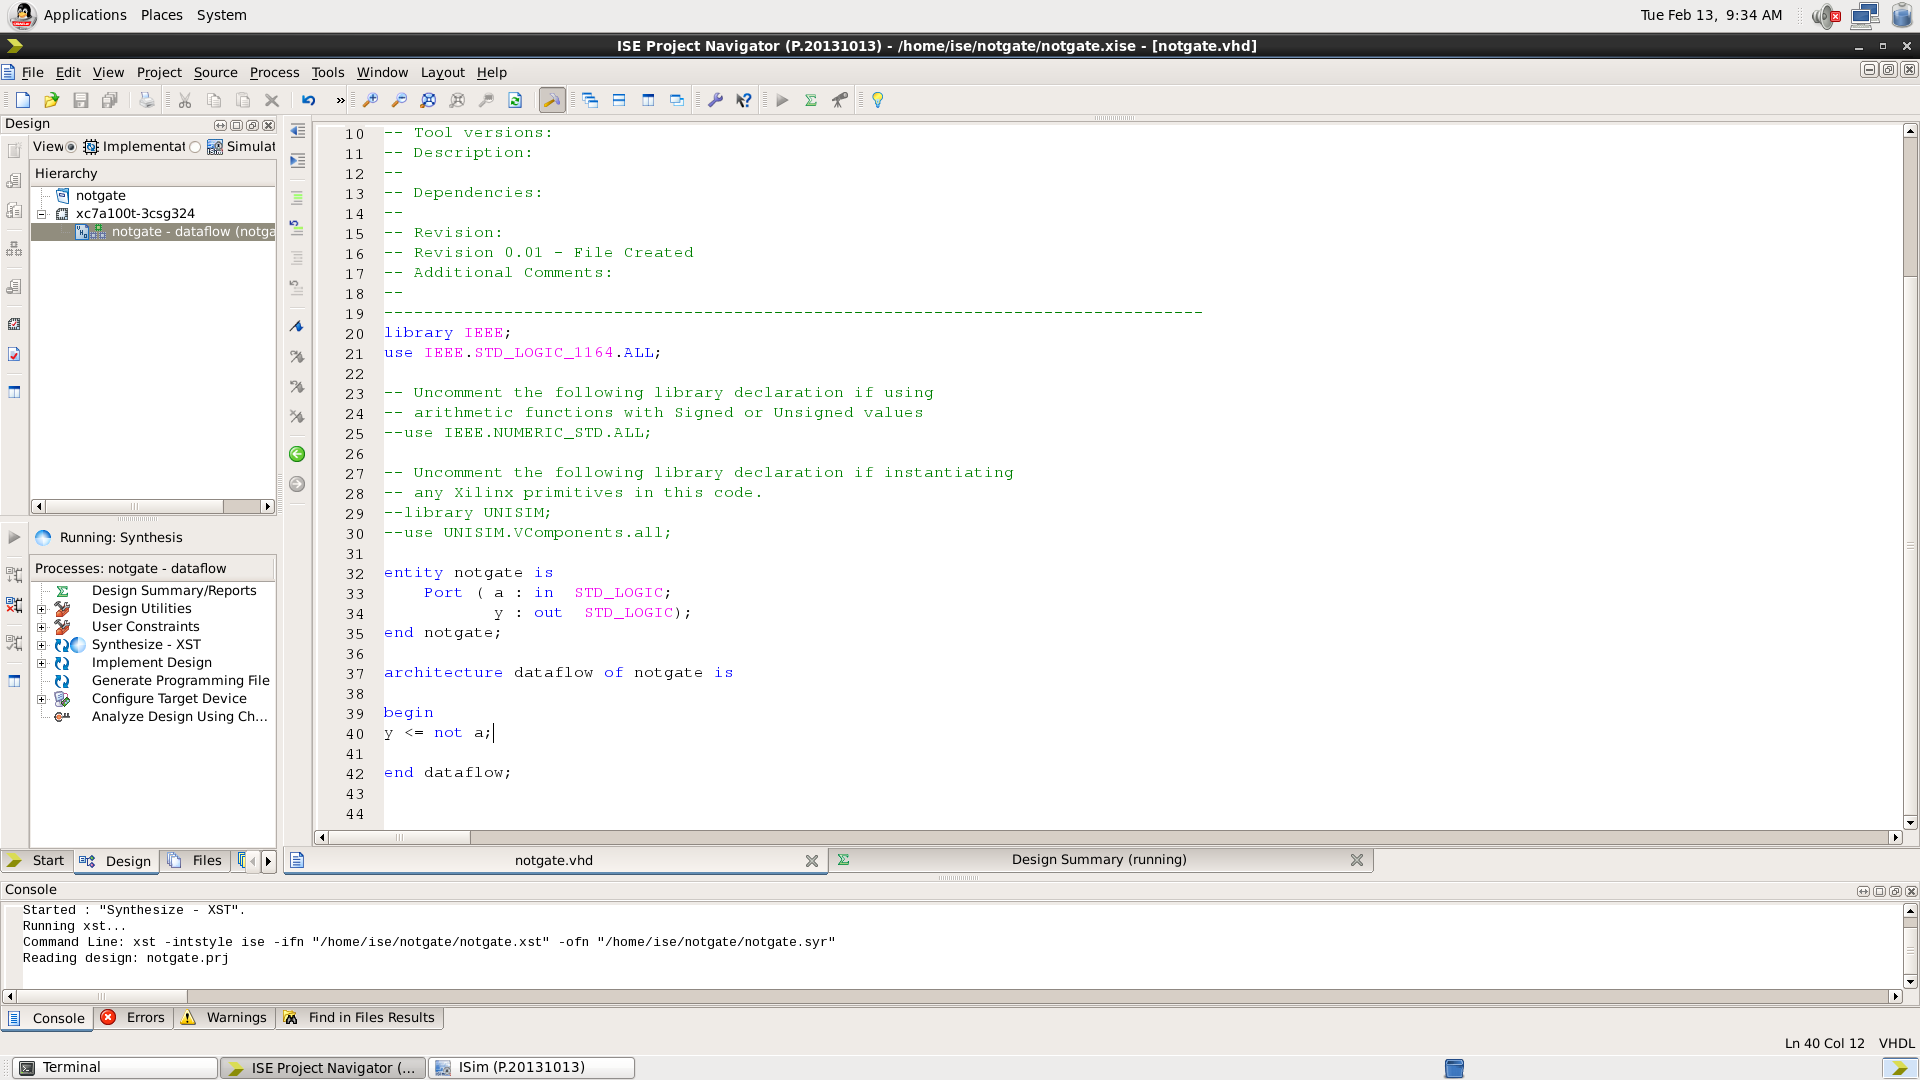 Applications Places System
Tue Feb 13, 9:34 AM
ISE Project Navigator (P.20131013) - /home/ise/notgate/notgate.xise - [notgate.vhd]
File Edit View Project Source Process Tools Window Layout Help
Design
View Implementat Simulat
Hierarchy
notgate
xc7a100t-3csg324
notgate - dataflow (notga
Running: Synthesis
Processes: notgate - dataflow
Design Summary/Reports
Design Utilities
User Constraints
Synthesize - XST
Implement Design
Generate Programming File
Configure Target Device
Analyze Design Using Ch...
Start Design Files
10 -- Tool versions:
11 -- Description:
12 --
13 -- Dependencies:
14 --
15 -- Revision:
16 -- Revision 0.01 - File Created
17 -- Additional Comments:
18 --
19 ----------------------------------------------------------------------------------
20 library IEEE;
21 use IEEE.STD_LOGIC_1164.ALL;
22
23 -- Uncomment the following library declaration if using
24 -- arithmetic functions with Signed or Unsigned values
25 --use IEEE.NUMERIC_STD.ALL;
26
27 -- Uncomment the following library declaration if instantiating
28 -- any Xilinx primitives in this code.
29 --library UNISIM;
30 --use UNISIM.VComponents.all;
31
32 entity notgate is
33 Port ( a : in STD_LOGIC;
34 y : out STD_LOGIC);
35 end notgate;
36
37 architecture dataflow of notgate is
38
39 begin
40 y <= not a;
41
42 end dataflow;
43
44
notgate.vhd
Design Summary (running)
Console
Started : "Synthesize - XST".
Running xst...
Command Line: xst -intstyle ise -ifn "/home/ise/notgate/notgate.xst" -ofn "/home/ise/notgate/notgate.syr"
Reading design: notgate.prj
Console Errors Warnings Find in Files Results
Ln 40 Col 12 VHDL
Terminal
ISE Project Navigator (...
ISim (P.20131013)